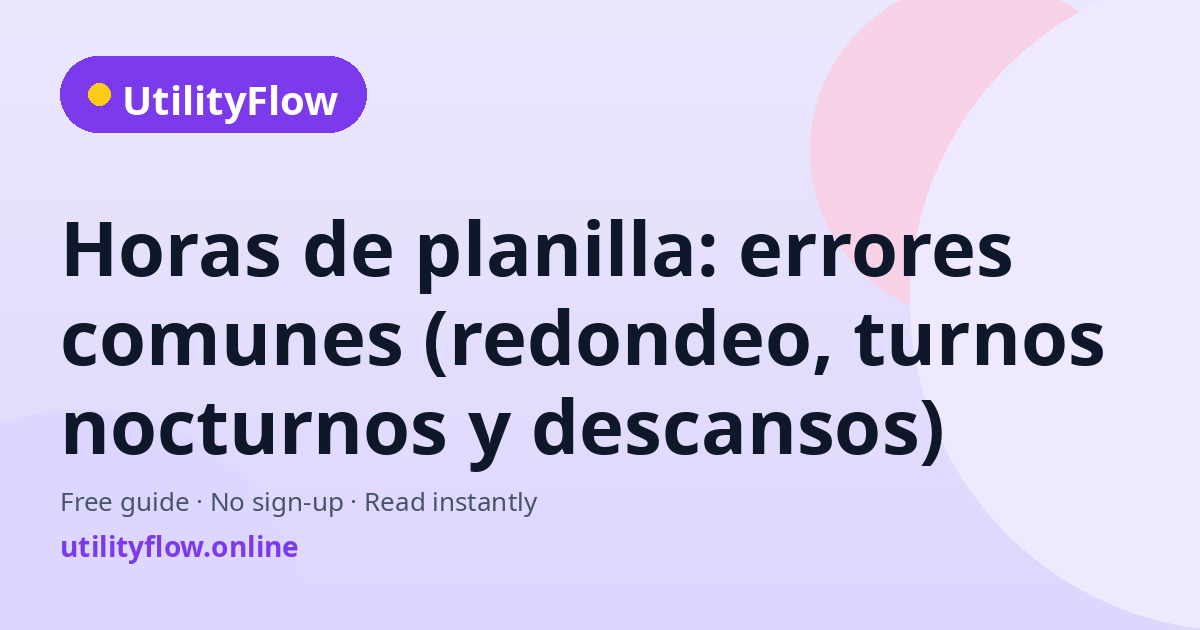 UtilityFlow
Horas de planilla: errores
comunes (redondeo, turnos
nocturnos y descansos)
Free guide · No sign-up · Read instantly
utilityflow.online